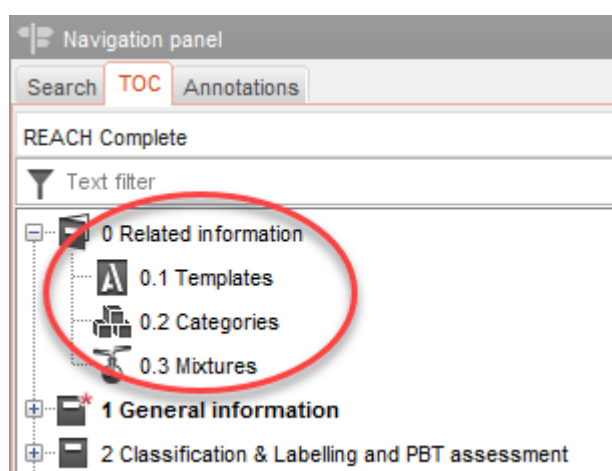 Navigation panel
Search TOC Annotations
REACH Complete
Text filter
0 Related information
0.1 Templates
0.2 Categories
0.3 Mixtures
* 1 General information
2 Classification & Labelling and PBT assessment